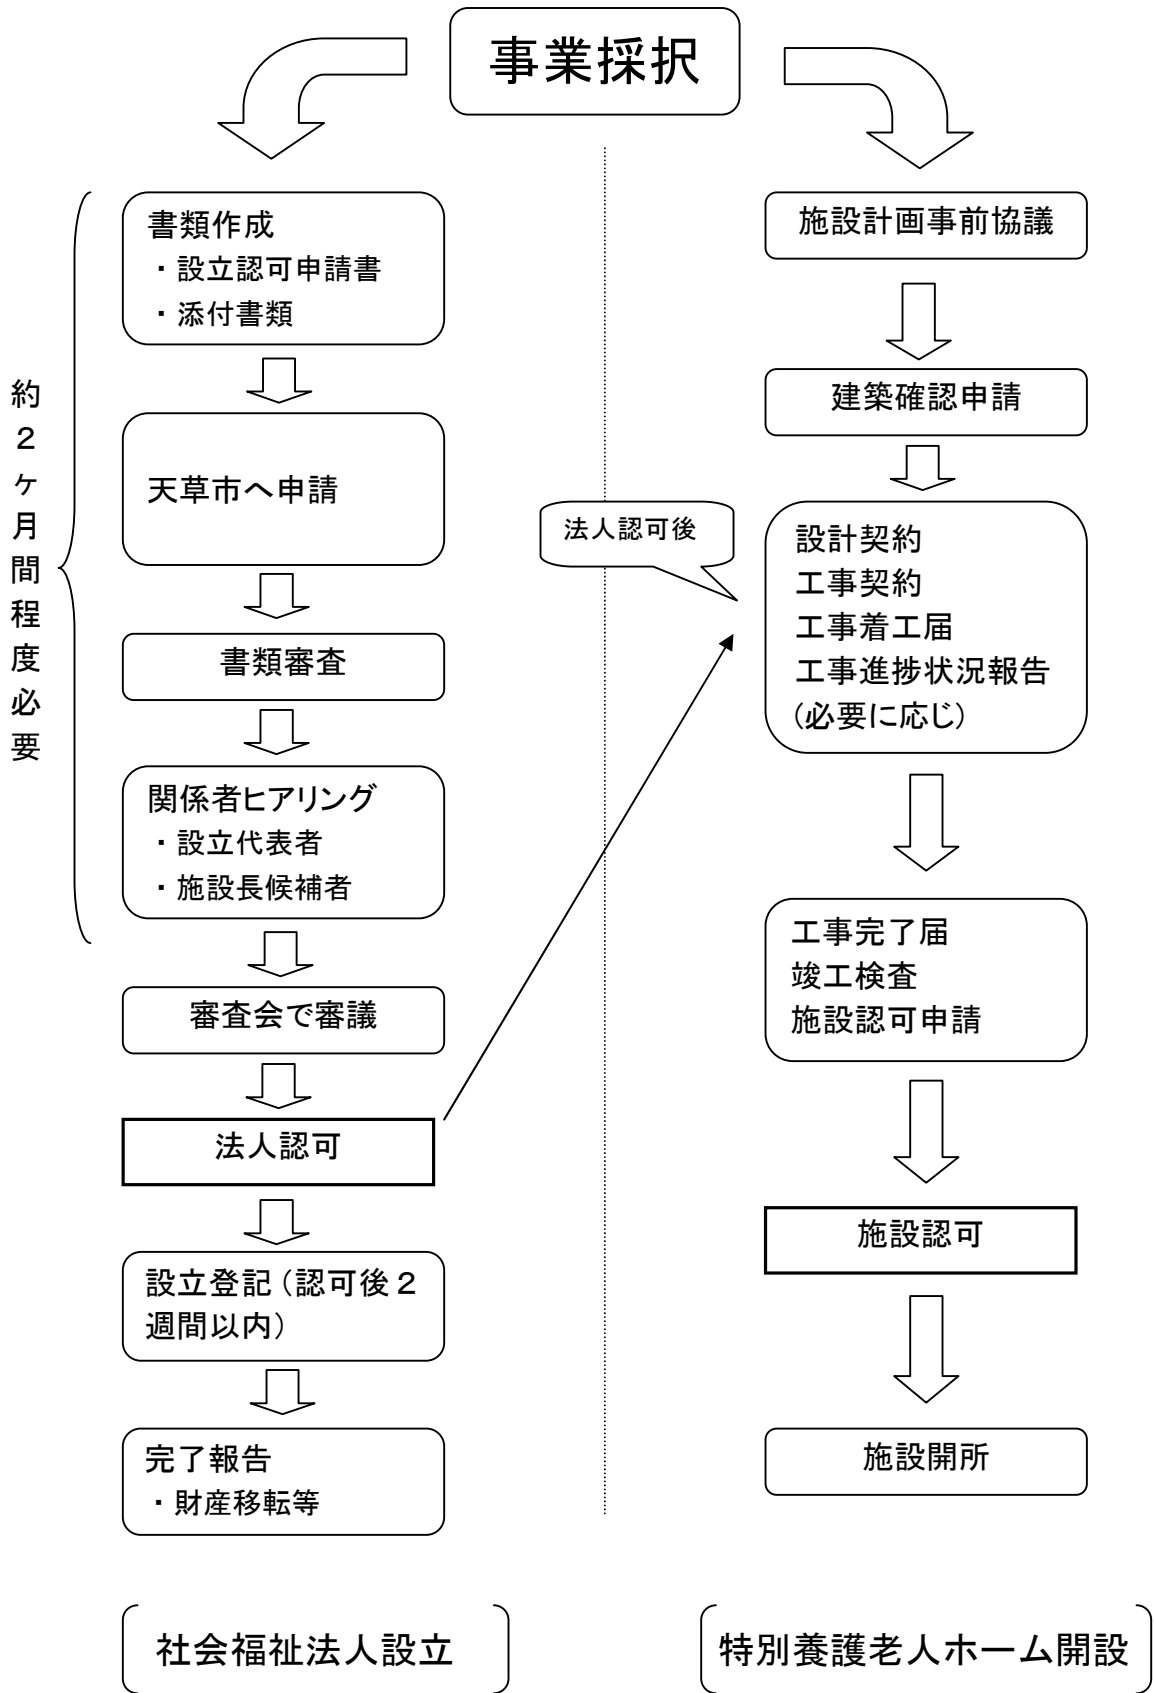 事業採択
約２ヶ月間程度必要
書類作成
・設立認可申請書
・添付書類
天草市へ申請
書類審査
関係者ヒアリング
・設立代表者
・施設長候補者
審査会で審議
法人認可
設立登記（認可後２
週間以内）
完了報告
・財産移転等
社会福祉法人設立
施設計画事前協議
建築確認申請
法人認可後
設計契約
工事契約
工事着工届
工事進捗状況報告
（必要に応じ）
工事完了届
竣工検査
施設認可申請
施設認可
施設開所
特別養護老人ホーム開設